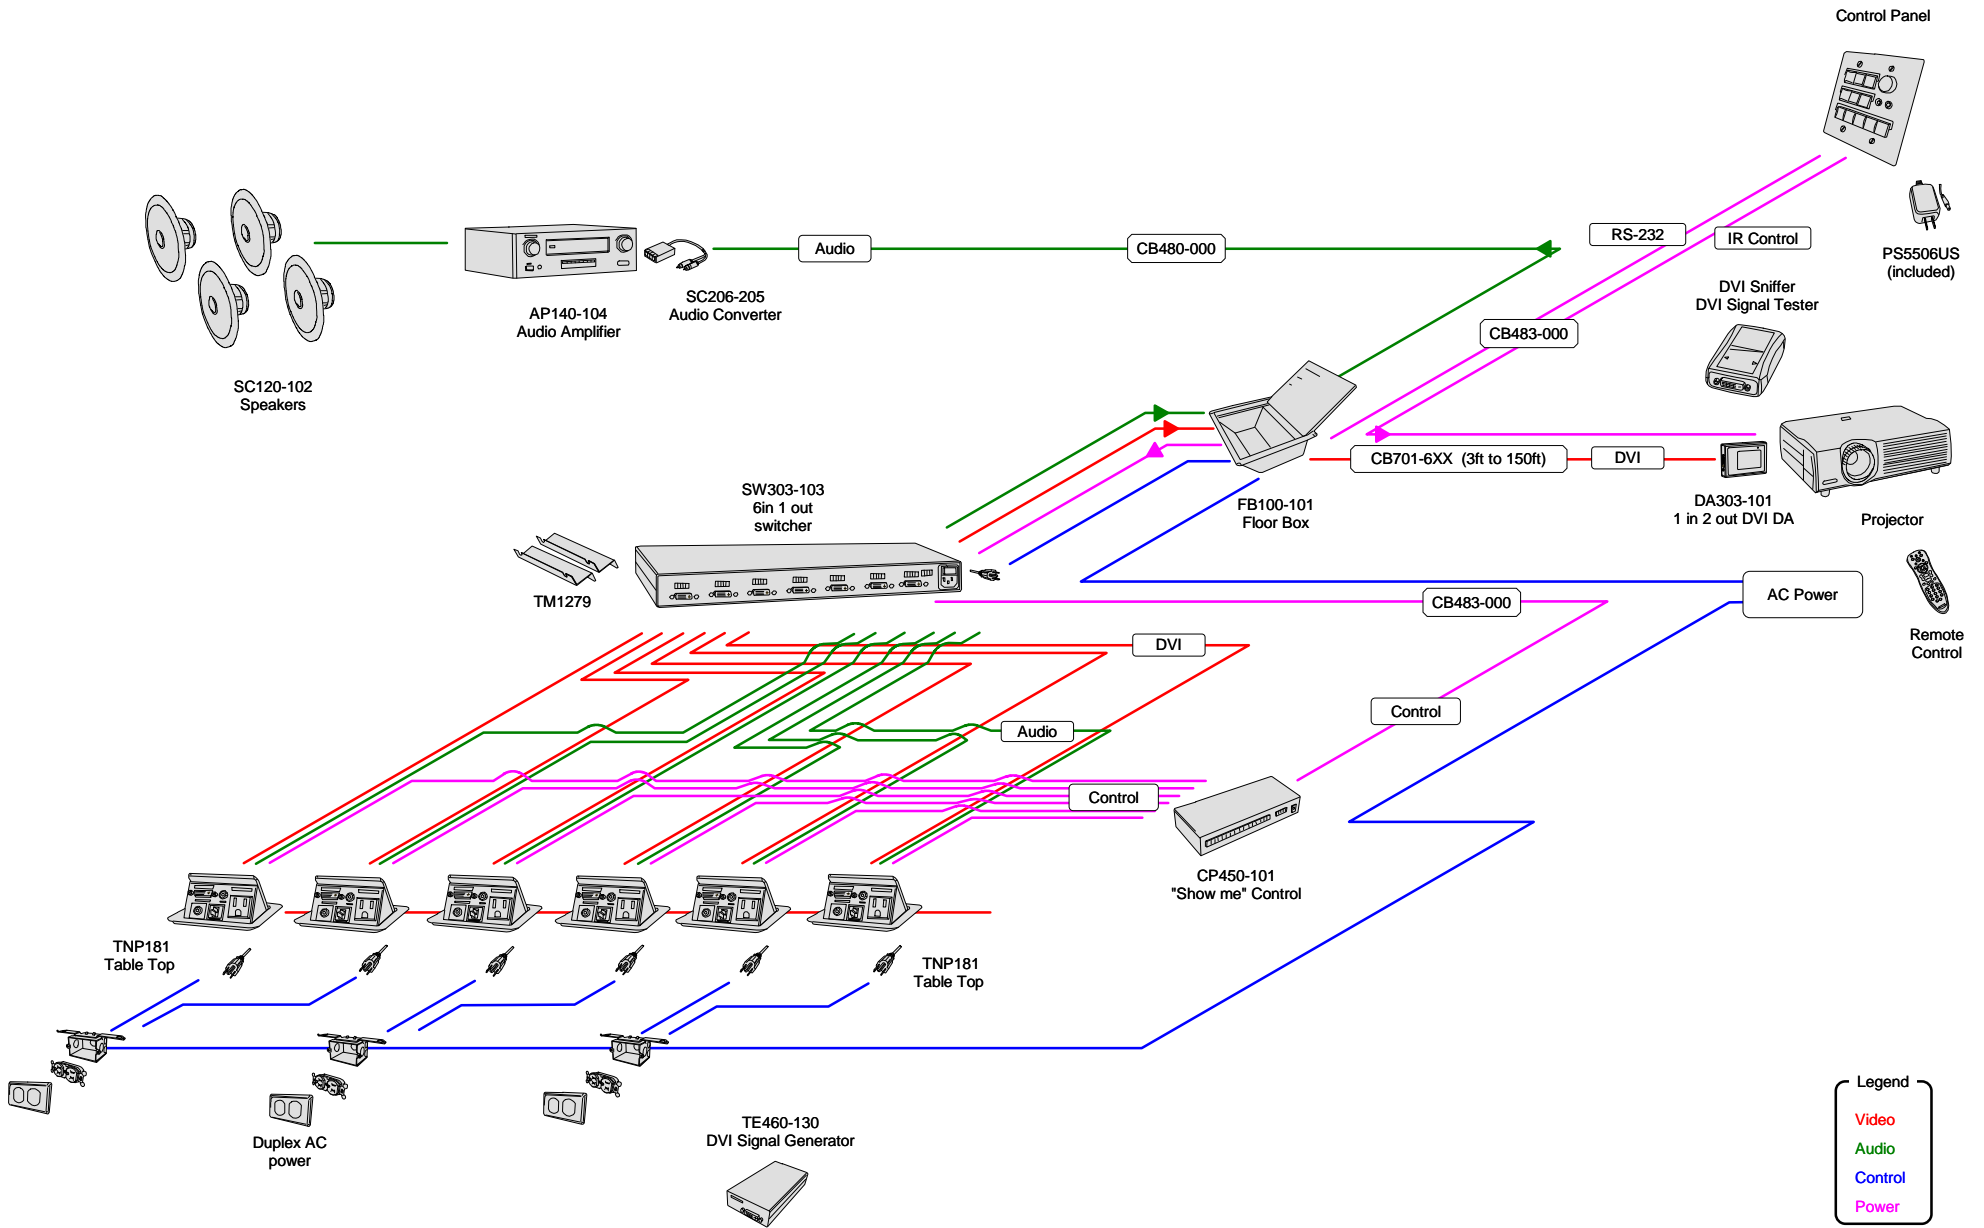 Control Panel
RS-232
IR Control
Audio
CB480-000
PS5506US
(included)
DVI Sniffer
DVI Signal Tester
SC206-205
Audio Converter
AP140-104
Audio Amplifier
CB483-000
SC120-102
Speakers
CB701-6XX (3ft to 150ft)
DVI
SW303-103
6in 1 out
switcher
FB100-101
Floor Box
DA303-101
1 in 2 out DVI DA
Projector
TM1279
CB483-000
AC Power
Remote
Control
DVI
Control
Audio
Control
CP450-101
"Show me" Control
TNP181
Table Top
TNP181
Table Top
Duplex AC
power
TE460-130
DVI Signal Generator
Legend
Video
Audio
Control
Power